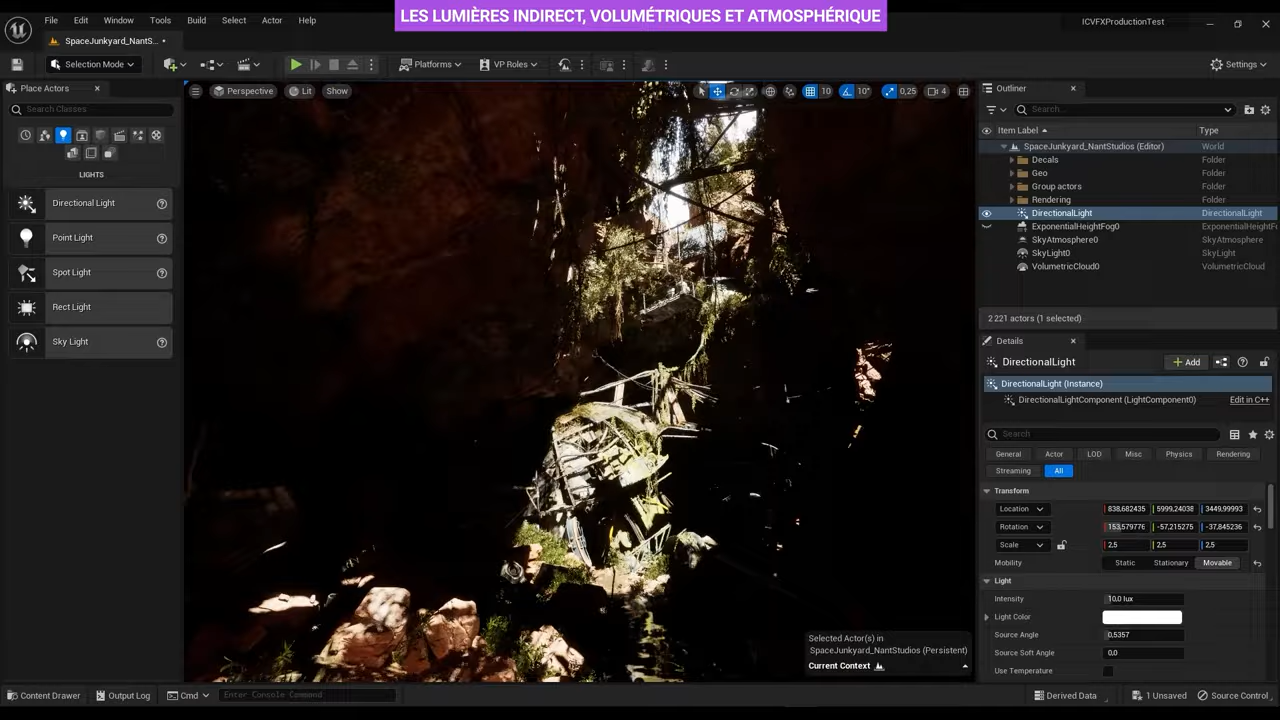 LES LUMIÈRES INDIRECT, VOLUMÉTRIQUES ET ATMOSPHÉRIQUE
File Edit Window Tools Build Select Actor Help
ICVFXProductionTest
SpaceJunkyard_NantS... •
Selection Mode
Platforms
VP Roles
Settings
Place Actors
Search Classes
LIGHTS
Directional Light
Point Light
Spot Light
Rect Light
Sky Light
Perspective Lit Show
10 10° 0,25 4
Outliner
Search...
Item Label Type
SpaceJunkyard_NantStudios (Editor) World
Decals Folder
Geo Folder
Group actors Folder
Rendering Folder
DirectionalLight DirectionalLight
ExponentialHeightFog0 ExponentialHeightF
SkyAtmosphere0 SkyAtmosphere
SkyLight0 SkyLight
VolumetricCloud0 VolumetricCloud
2 221 actors (1 selected)
Details
DirectionalLight
+ Add
DirectionalLight (Instance)
DirectionalLightComponent (LightComponent0) Edit in C++
Search
General Actor LOD Misc Physics Rendering
Streaming All
Transform
Location 838,682435 5999,24038 3449,99993
Rotation 153,579776 -57,215275 -37,845236
Scale 2,5 2,5 2,5
Mobility Static Stationary Movable
Light
Intensity 10,0 lux
Light Color
Source Angle 0,5357
Source Soft Angle 0,0
Use Temperature
Selected Actor(s) in
SpaceJunkyard_NantStudios (Persistent)
Current Context
Content Drawer Output Log Cmd Enter Console Command
Derived Data 1 Unsaved Source Control